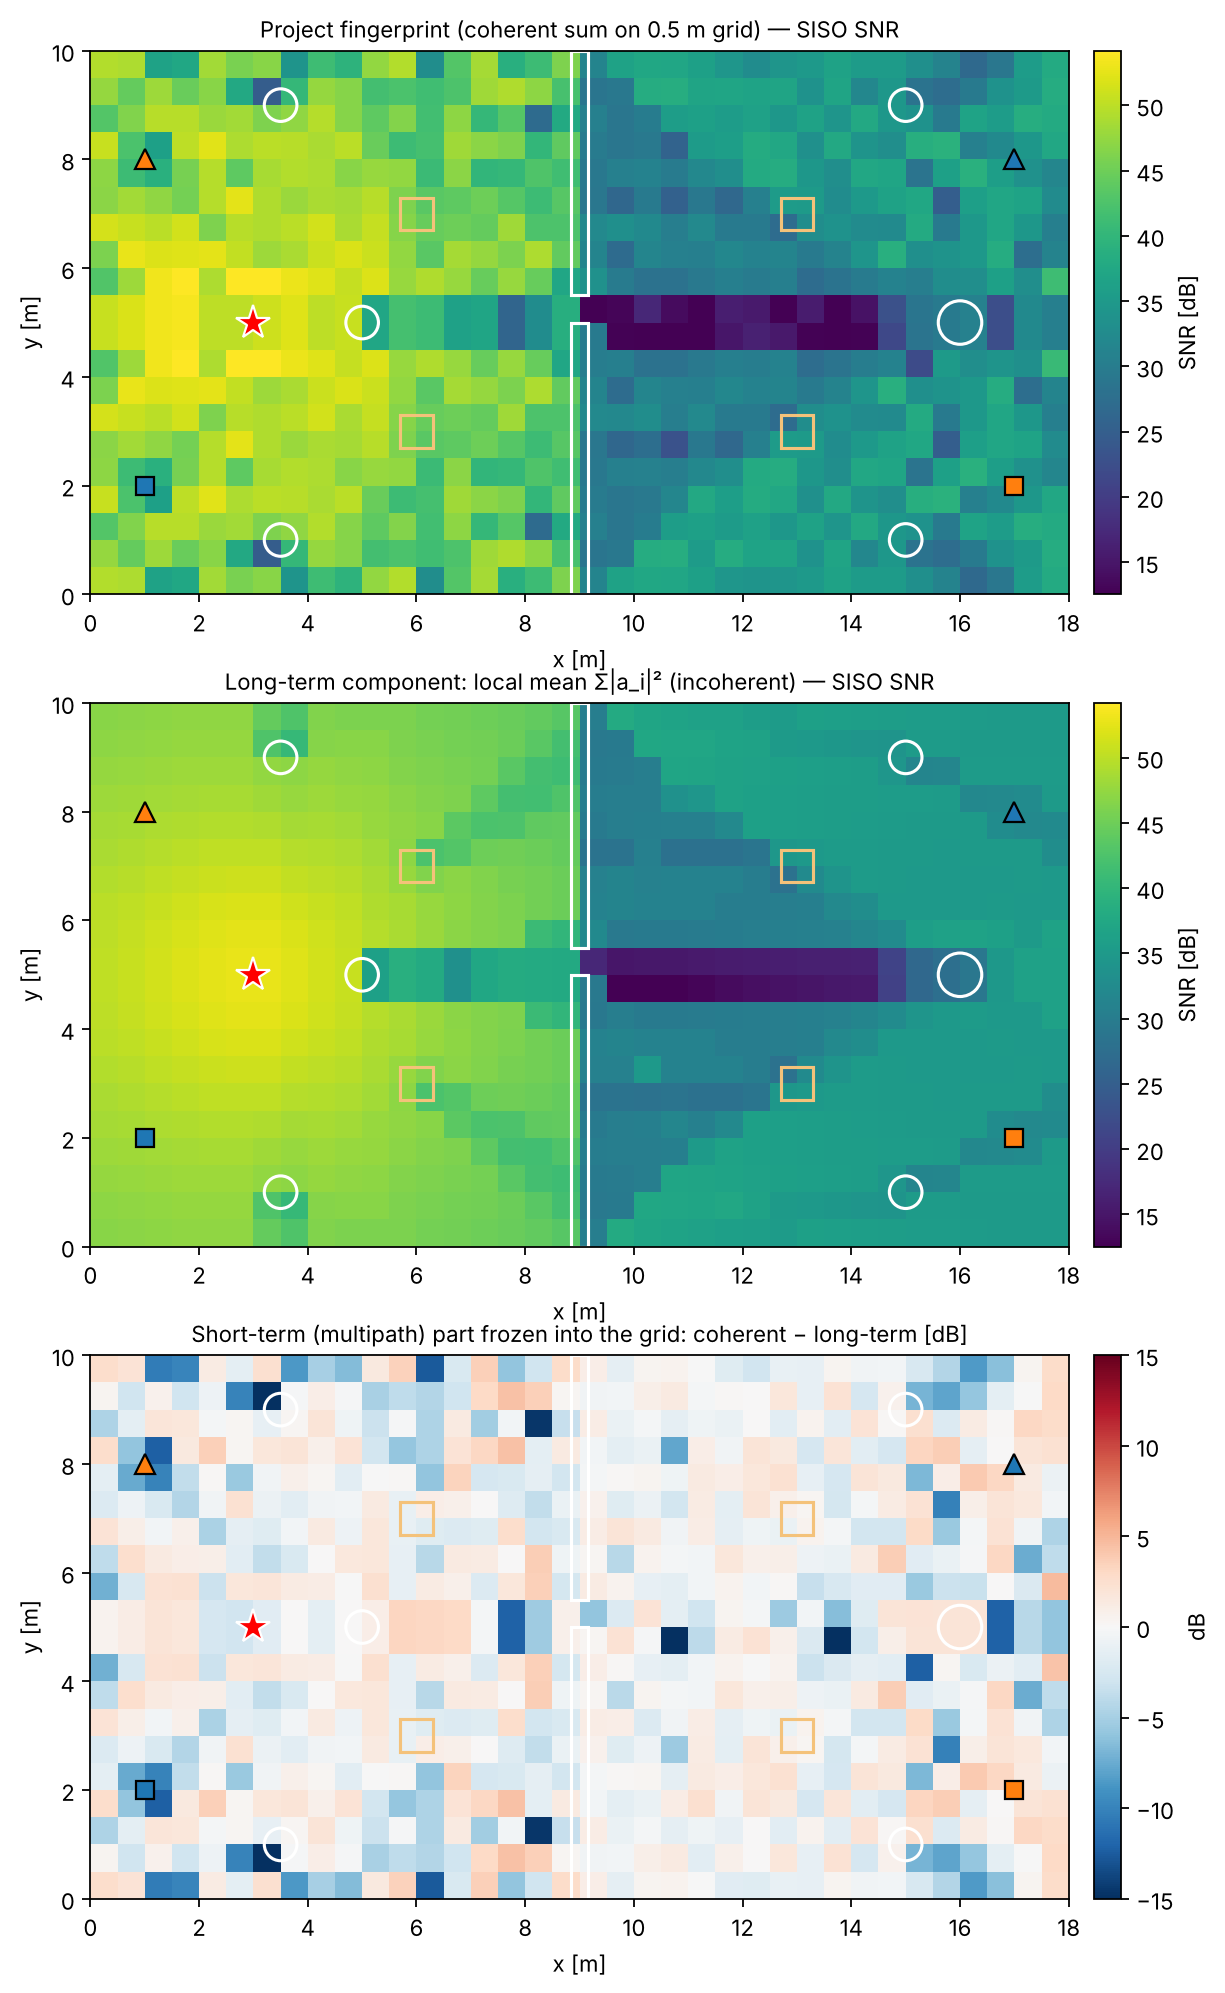 Project fingerprint (coherent sum on 0.5 m grid) — SISO SNR
10
8
6
4
2
0
y [m]
0 2 4 6 8 10 12 14 16 18
x [m]
50
45
40
35
30
25
20
15
SNR [dB]
Long-term component: local mean Σ|a_i|² (incoherent) — SISO SNR
10
8
6
4
2
0
y [m]
0 2 4 6 8 10 12 14 16 18
x [m]
50
45
40
35
30
25
20
15
SNR [dB]
Short-term (multipath) part frozen into the grid: coherent − long-term [dB]
10
8
6
4
2
0
y [m]
0 2 4 6 8 10 12 14 16 18
x [m]
15
10
5
0
−5
−10
−15
dB